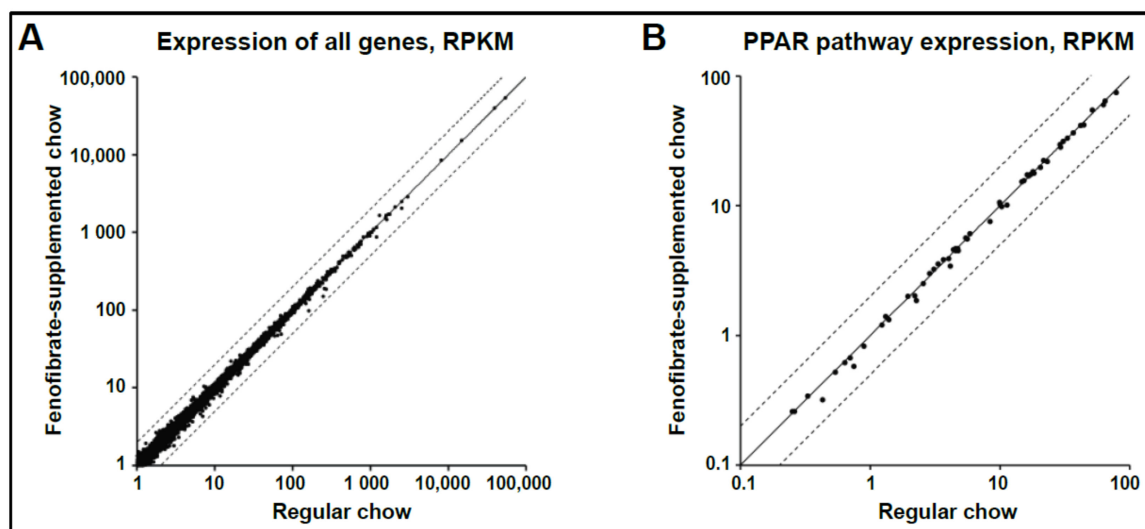 A Expression of all genes, RPKM
Fenofibrate-supplemented chow
100,000
10,000
1 000
100
10
1
1 10 100 1 000 10,000 100,000
Regular chow
B PPAR pathway expression, RPKM
Fenofibrate-supplemented chow
100
10
1
0.1
0.1 1 10 100
Regular chow